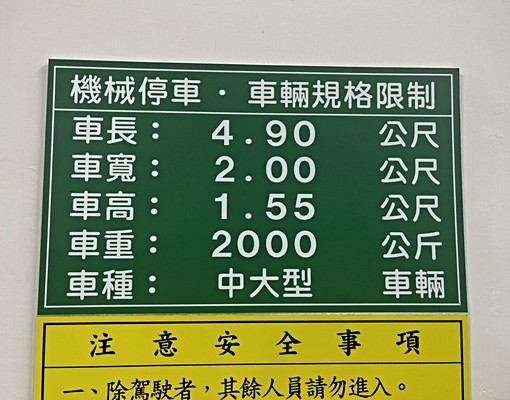 機械停車・車輛規格限制
車長： 4.90 公尺
車寬： 2.00 公尺
車高： 1.55 公尺
車重： 2000 公斤
車種： 中大型 車輛
注意安全事項
一、除駕駛者，其餘人員請勿進入。